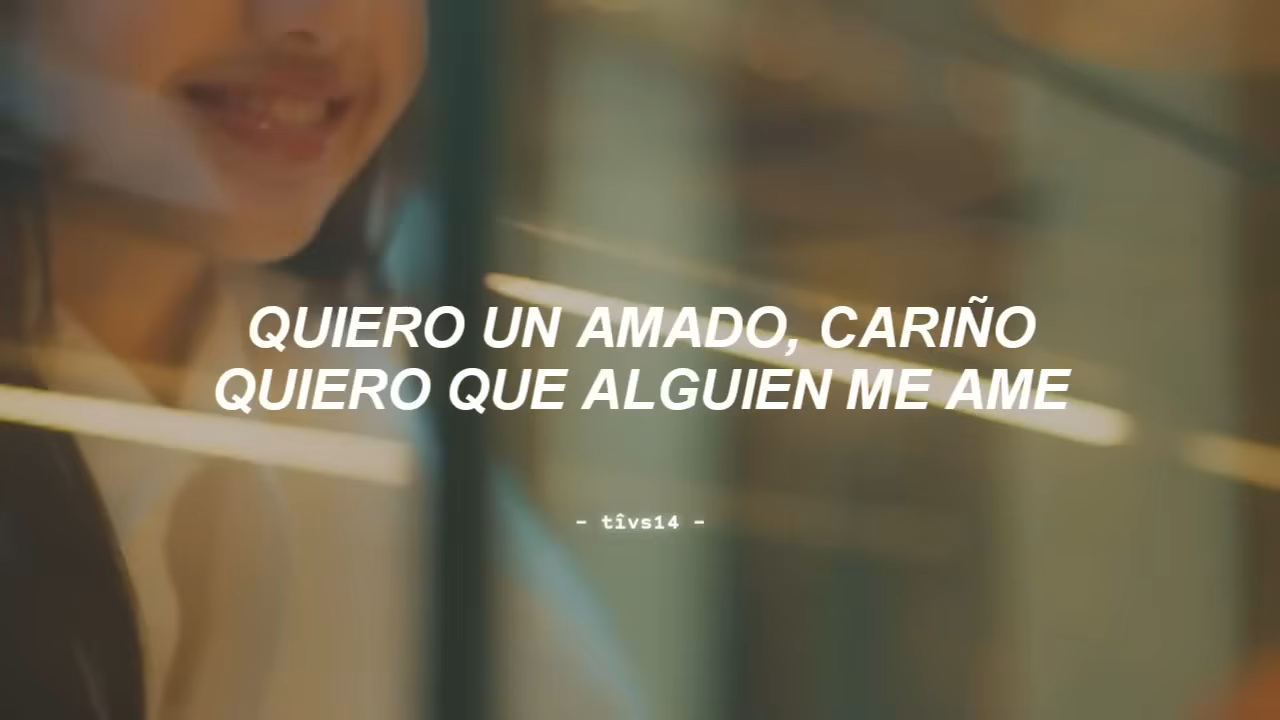 QUIERO UN AMADO, CARIÑO
QUIERO QUE ALGUIEN ME AME
- tîvs14 -